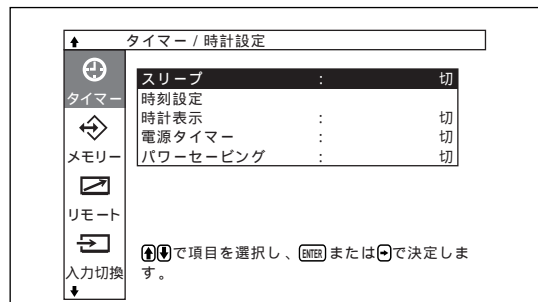 タイマー / 時計設定
タイマー
メモリー
リモート
入力切換
スリープ : 切
時刻設定
時計表示 : 切
電源タイマー : 切
パワーセービング : 切
で項目を選択し、ENTERまたはで決定しま
す。